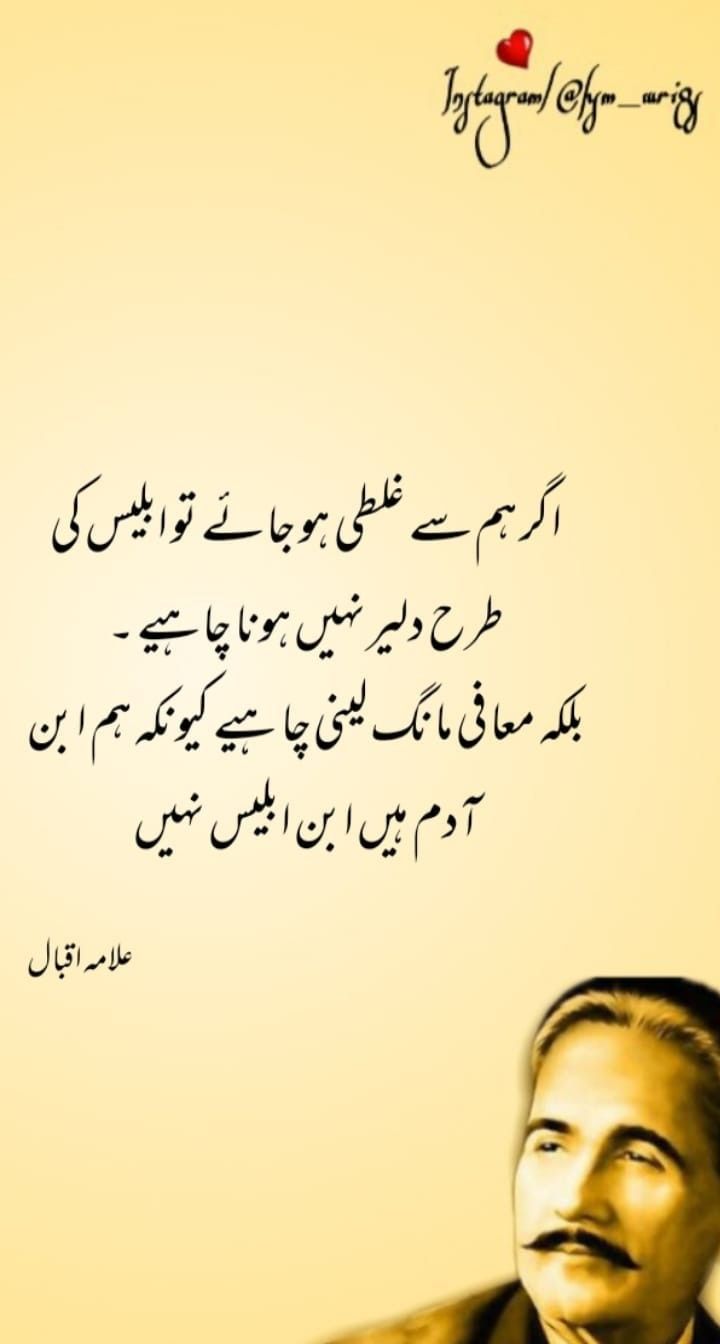 Instagram/@fym_writes
اگر ہم سے غلطی ہو جائے تو ابلیس کی
طرح دلیر نہیں ہونا چاہیے ۔
بلکہ معافی مانگ لینی چاہیے کیونکہ ہم ابن
آدم ہیں ابن ابلیس نہیں
علامہ اقبال